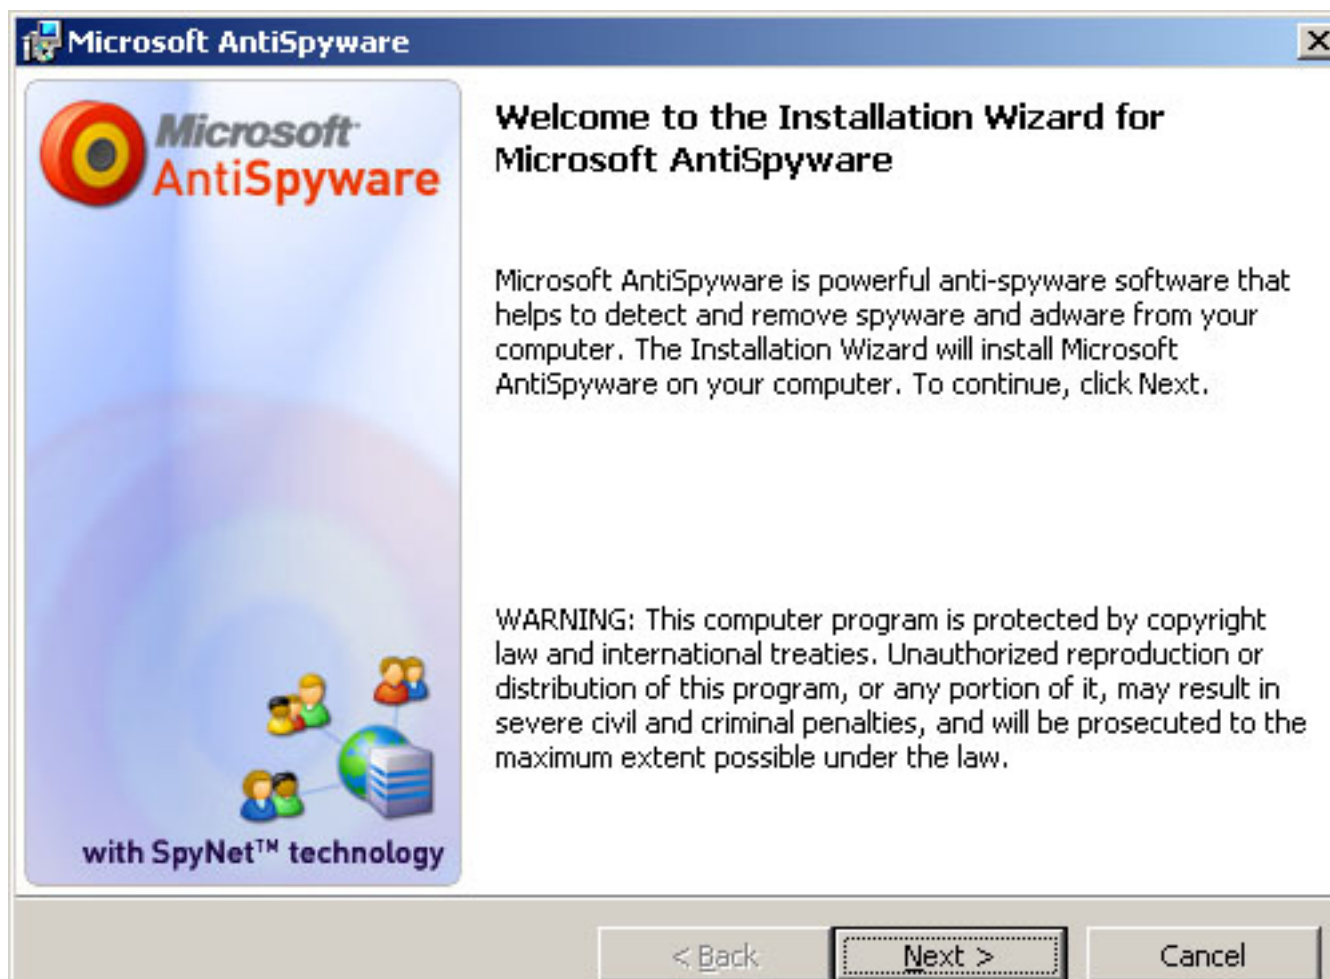 Microsoft AntiSpyware
Microsoft
AntiSpyware
with SpyNet™ technology
Welcome to the Installation Wizard for
Microsoft AntiSpyware
Microsoft AntiSpyware is powerful anti-spyware software that
helps to detect and remove spyware and adware from your
computer. The Installation Wizard will install Microsoft
AntiSpyware on your computer. To continue, click Next.
WARNING: This computer program is protected by copyright
law and international treaties. Unauthorized reproduction or
distribution of this program, or any portion of it, may result in
severe civil and criminal penalties, and will be prosecuted to the
maximum extent possible under the law.
< Back Next > Cancel